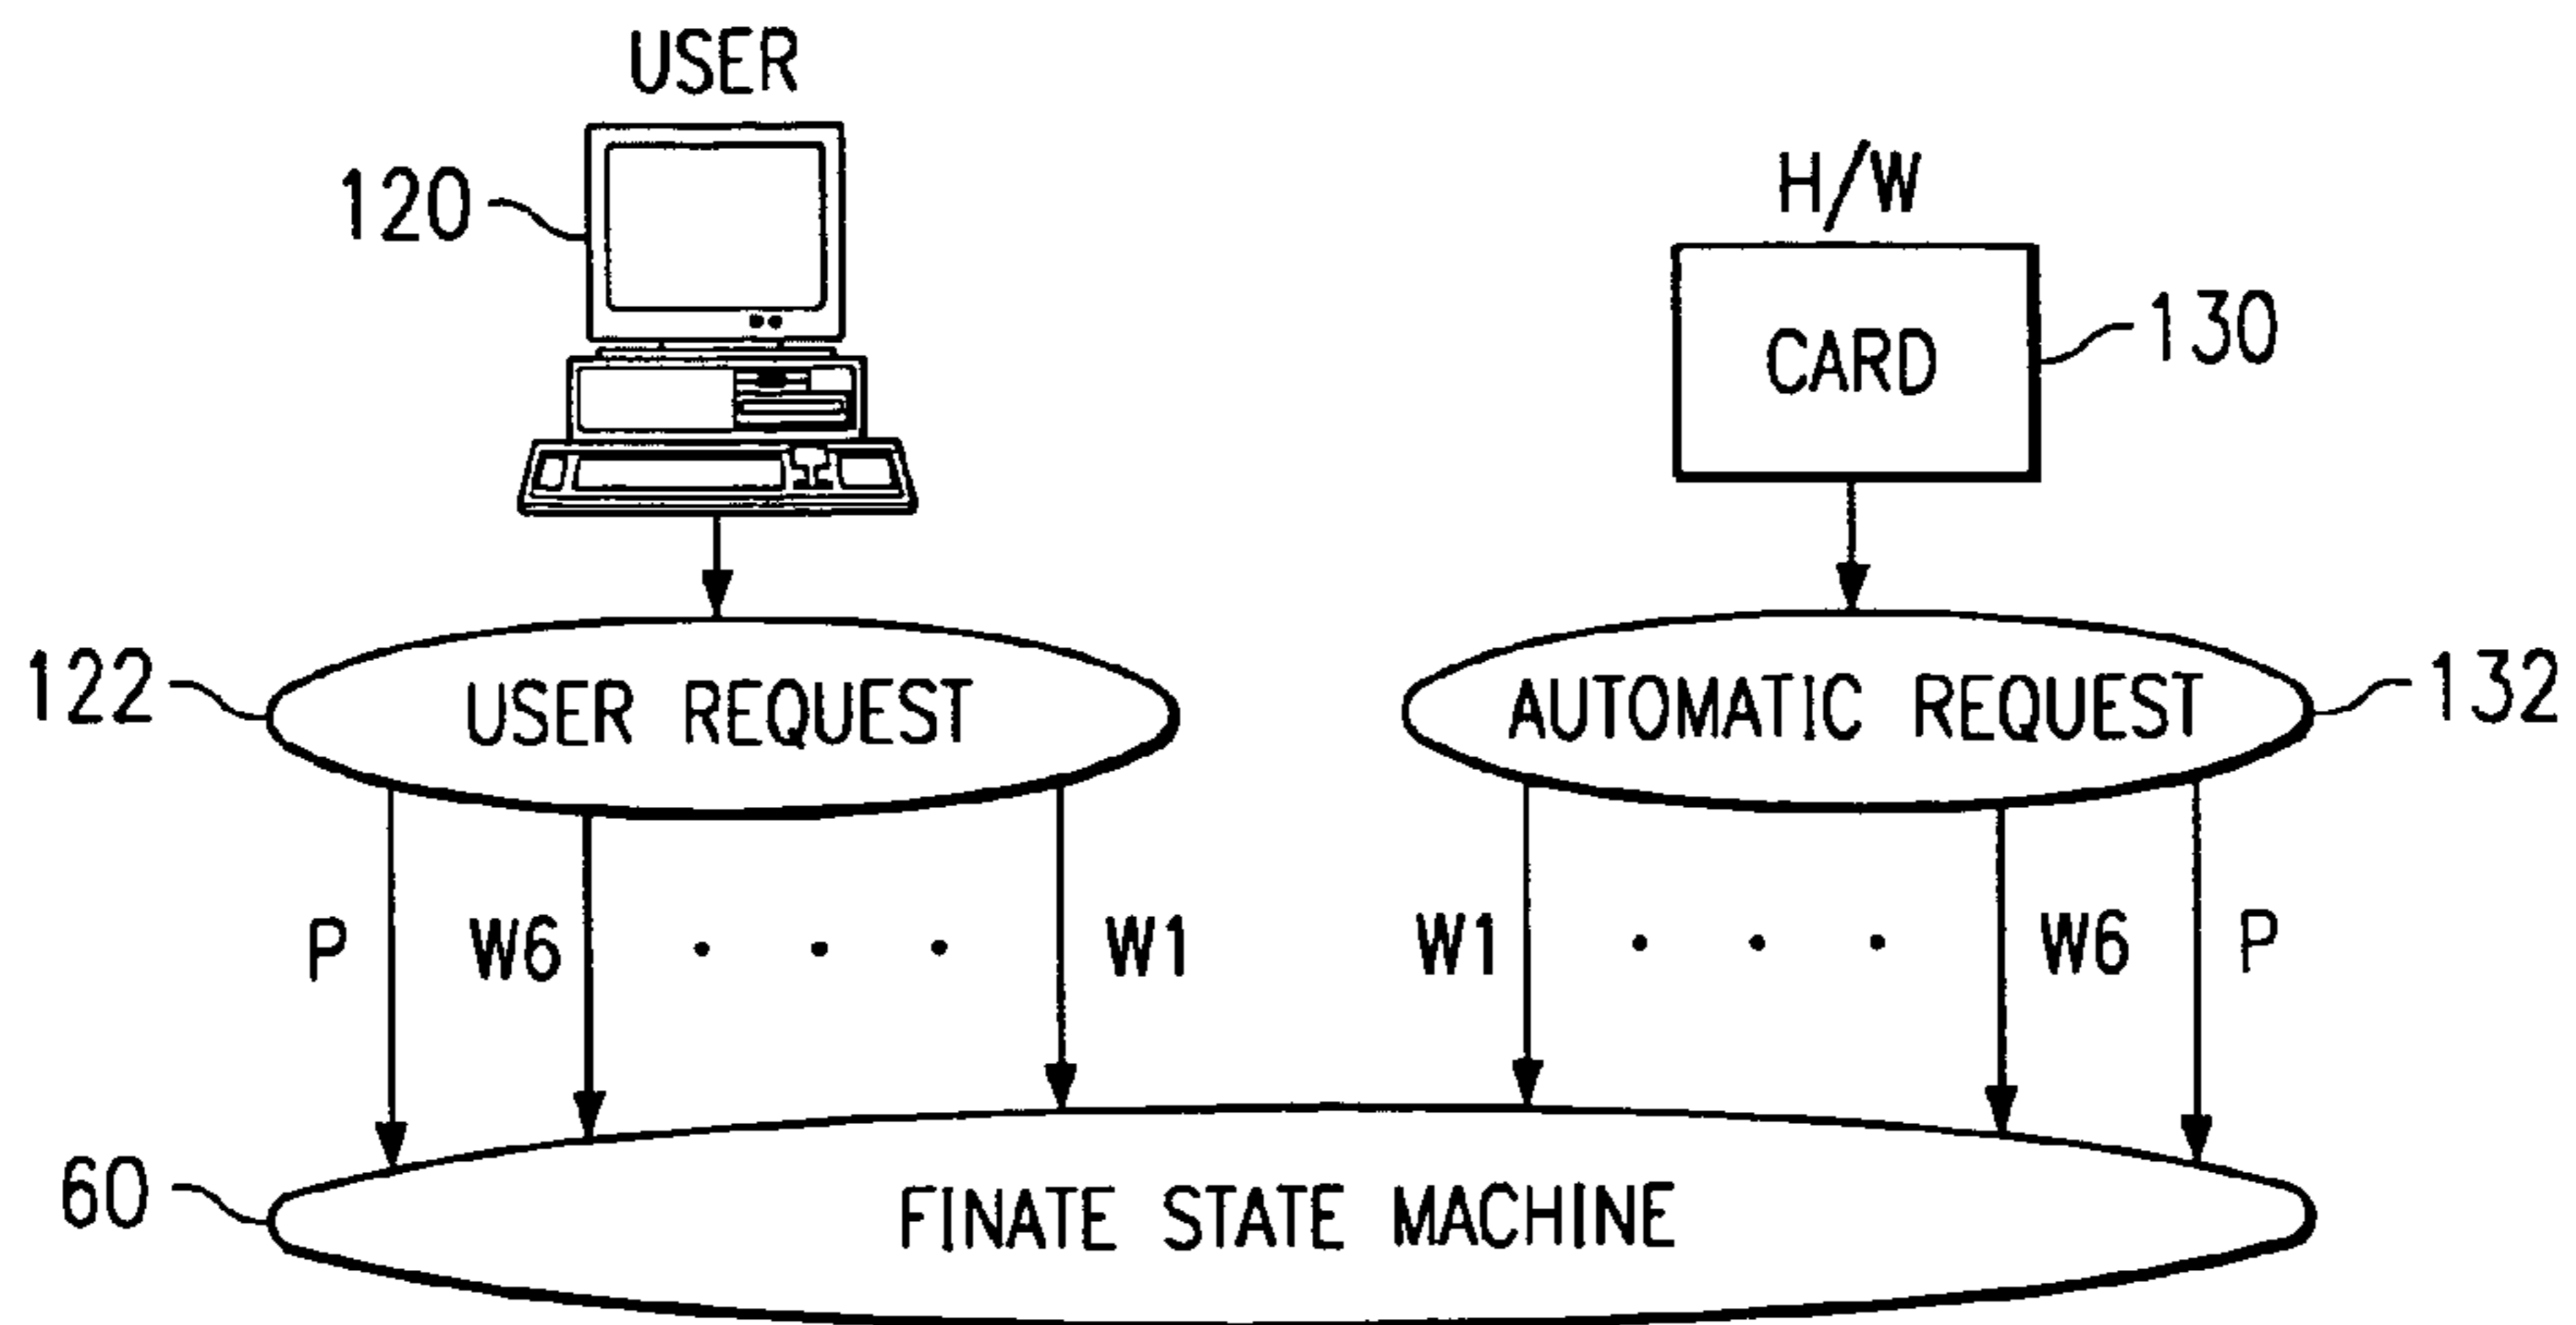 USER
120
H/W
CARD
130
122
USER REQUEST
AUTOMATIC REQUEST
132
P
W6
. . .
W1
W1
. . .
W6
P
60
FINATE STATE MACHINE